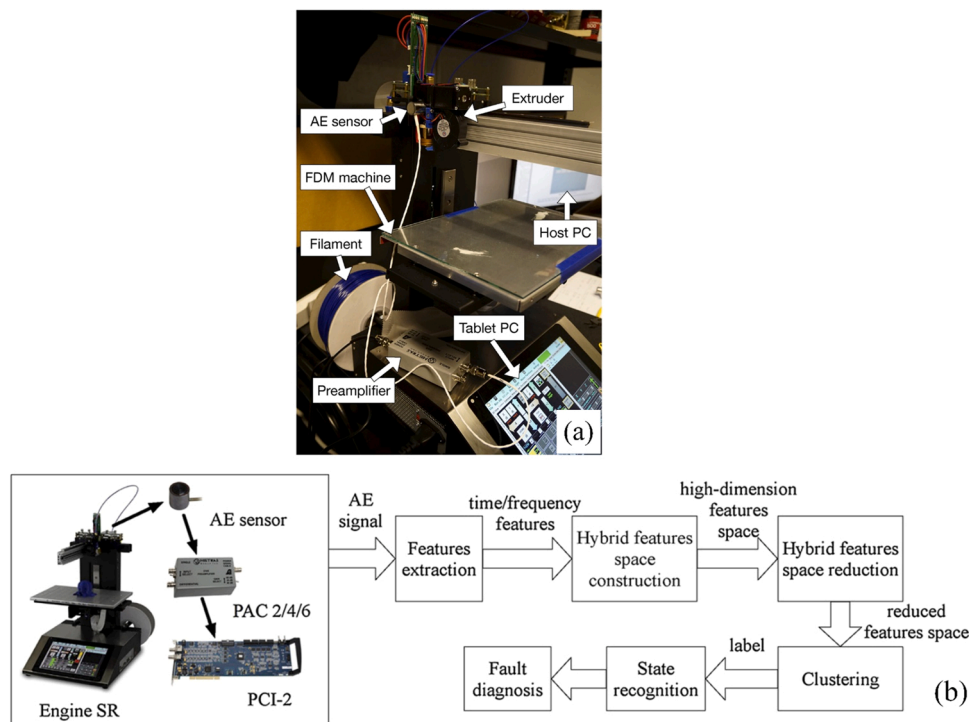 AE sensor
Extruder
FDM machine
Host PC
Filament
Tablet PC
Preamplifier
(a)
AE sensor
PAC 2/4/6
PCI-2
Engine SR
AE
signal
Features
extraction
time/frequency
features
Hybrid features
space
construction
high-dimension
features
space
Hybrid features
space reduction
reduced
features space
Clustering
label
State
recognition
Fault
diagnosis
(b)